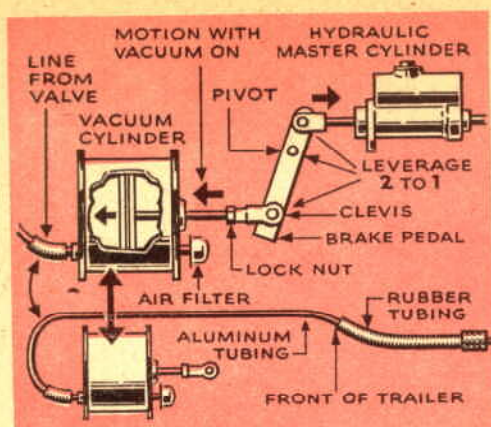 LINE
FROM
VALVE
MOTION WITH
VACUUM ON
HYDRAULIC
MASTER CYLINDER
PIVOT
VACUUM
CYLINDER
LEVERAGE
2 TO 1
CLEVIS
BRAKE PEDAL
LOCK NUT
AIR FILTER
RUBBER
TUBING
ALUMINUM
TUBING
FRONT OF TRAILER